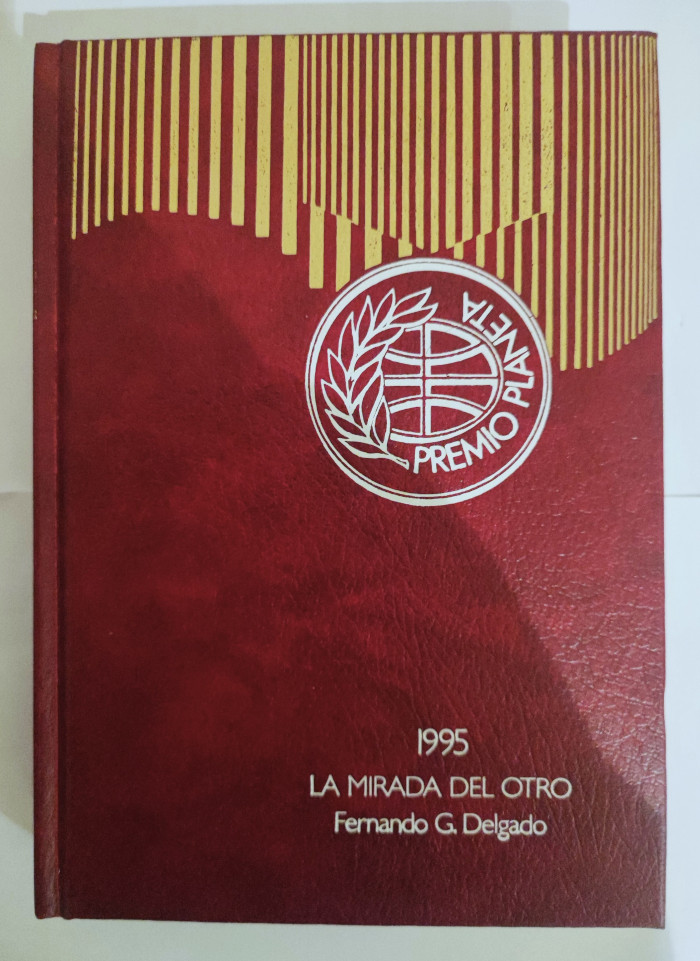 PREMIO PLANETA
1995
LA MIRADA DEL OTRO
Fernando G. Delgado